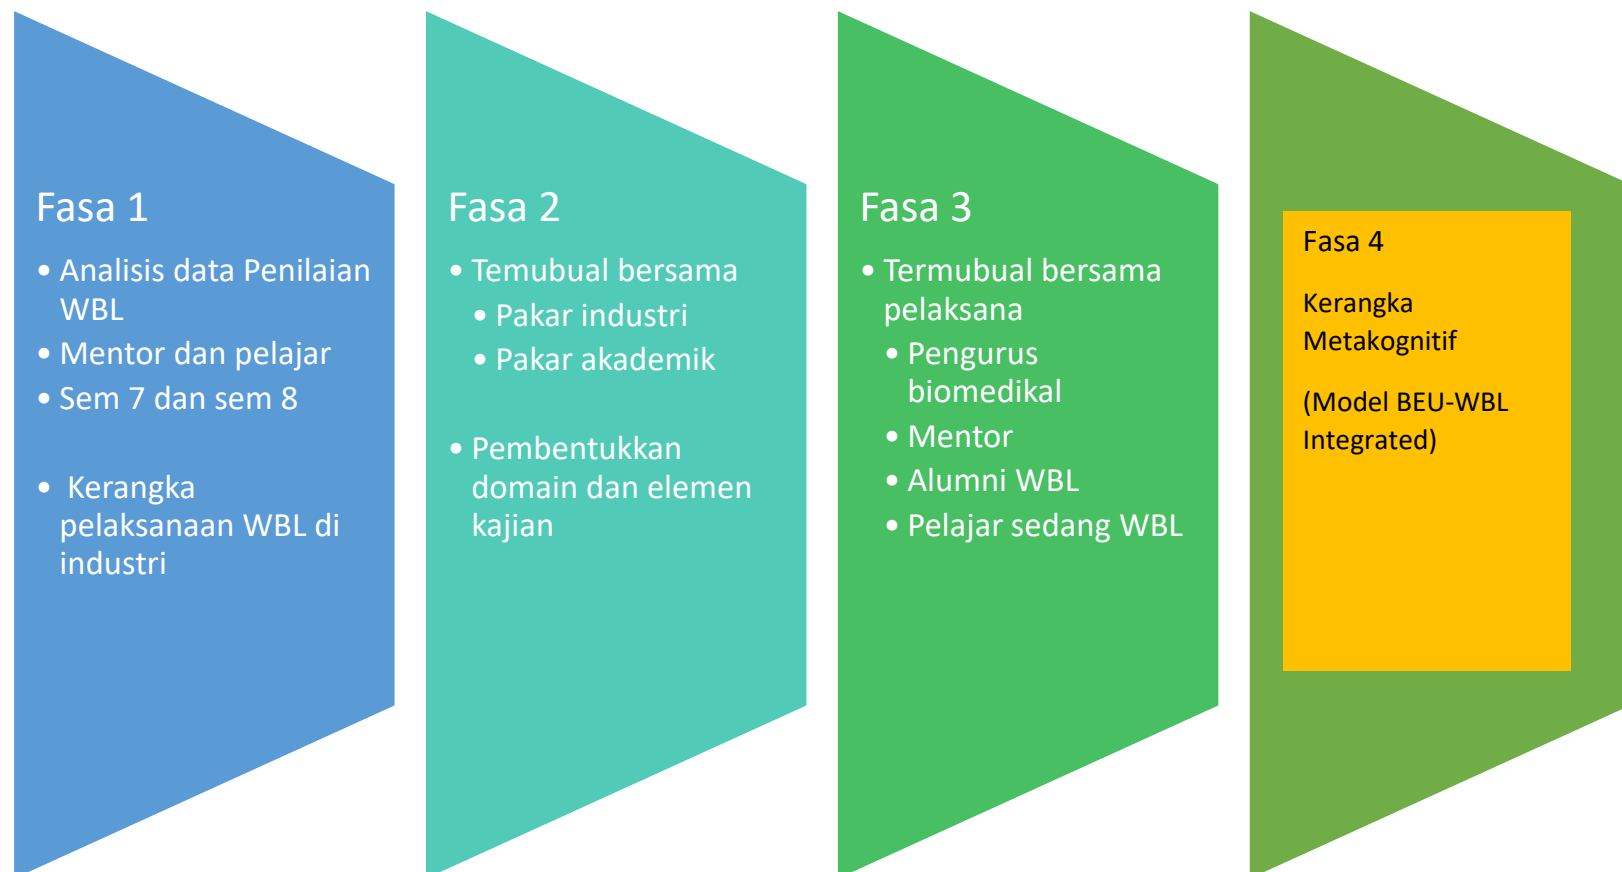 Fasa 1
• Analisis data Penilaian
WBL
• Mentor dan pelajar
• Sem 7 dan sem 8
• Kerangka
pelaksanaan WBL di
industri
Fasa 2
• Temubual bersama
• Pakar industri
• Pakar akademik
• Pembentukkan
domain dan elemen
kajian
Fasa 3
• Termubual bersama
pelaksana
• Pengurus
biomedikal
• Mentor
• Alumni WBL
• Pelajar sedang WBL
Fasa 4
Kerangka
Metakognitif
(Model BEU-WBL
Integrated)